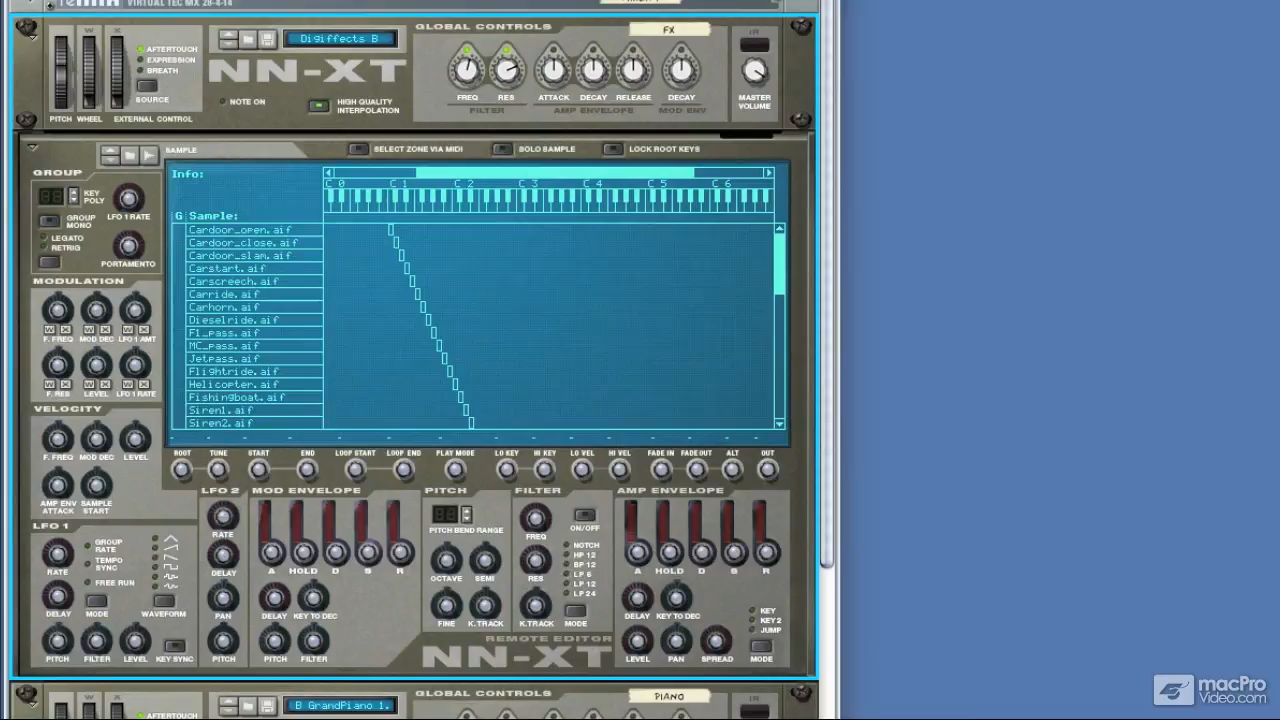 VIRTUAL TEC MX 28-4-14
GLOBAL CONTROLS
FX
W X
AFTERTOUCH
EXPRESSION
BREATH
SOURCE
PITCH WHEEL EXTERNAL CONTROL
Digiffects B
NN-XT
NOTE ON
HIGH QUALITY
INTERPOLATION
FREQ RES ATTACK DECAY RELEASE DECAY
FILTER AMP ENVELOPE MOD ENV
MASTER
VOLUME
SAMPLE
SELECT ZONE VIA MIDI SOLO SAMPLE LOCK ROOT KEYS
GROUP
KEY
POLY
LFO 1 RATE
GROUP
MONO
LEGATO
RETRIG
PORTAMENTO
Info:
C 0 C 1 C 2 C 3 C 4 C 5 C 6
G Sample:
Cardoor_open.aif
Cardoor_close.aif
Cardoor_slam.aif
Carstart.aif
Carscreech.aif
Carride.aif
Carhorn.aif
Dieselride.aif
F1_pass.aif
MC_pass.aif
Jetpass.aif
Flightride.aif
Helicopter.aif
Fishingboat.aif
Siren1.aif
Siren2.aif
MODULATION
W X W X W X
F. FREQ MOD DEC LFO 1 AMT
W X W X W X
F. RES LEVEL LFO 1 RATE
VELOCITY
F. FREQ MOD DEC LEVEL
AMP ENV
ATTACK
SAMPLE
START
ROOT TUNE START END LOOP START LOOP END PLAY MODE LO KEY HI KEY LO VEL HI VEL FADE IN FADE OUT ALT OUT
LFO 1
RATE
GROUP
RATE
TEMPO
SYNC
FREE RUN
DELAY MODE WAVEFORM
PITCH FILTER LEVEL KEY SYNC
LFO 2
RATE
DELAY
PAN
PITCH
MOD ENVELOPE
A HOLD D S R
DELAY KEY TO DEC
PITCH FILTER
PITCH
PITCH BEND RANGE
OCTAVE SEMI
FINE K.TRACK
FILTER
FREQ ON/OFF
NOTCH
HP 12
BP 12
LP 6
LP 12
LP 24
RES
K.TRACK MODE
AMP ENVELOPE
A HOLD D S R
DELAY KEY TO DEC
KEY
KEY 2
JUMP
LEVEL PAN SPREAD MODE
REMOTE EDITOR
NN-XT
W X
AFTERTOUCH
B GrandPiano 1.
GLOBAL CONTROLS
PIANO
macPro
Video.com